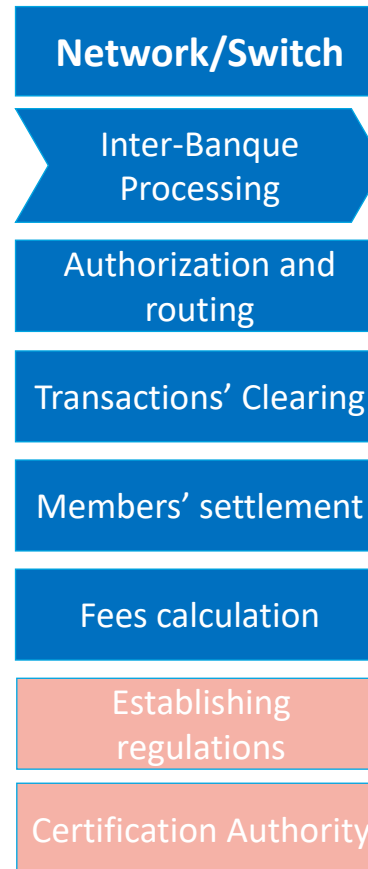 Network/Switch
Inter-Banque
Processing
Authorization and
routing
Transactions’ Clearing
Members’ settlement
Fees calculation
Establishing
regulations
Certification Authority